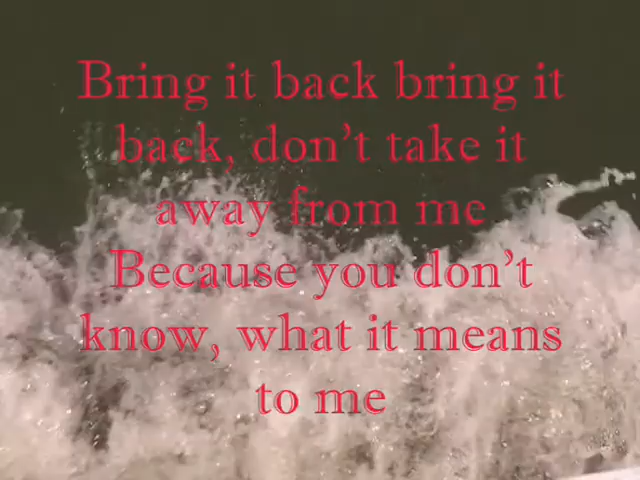 Bring it back bring it
back, don't take it
away from me
Because you don't
know, what it means
to me